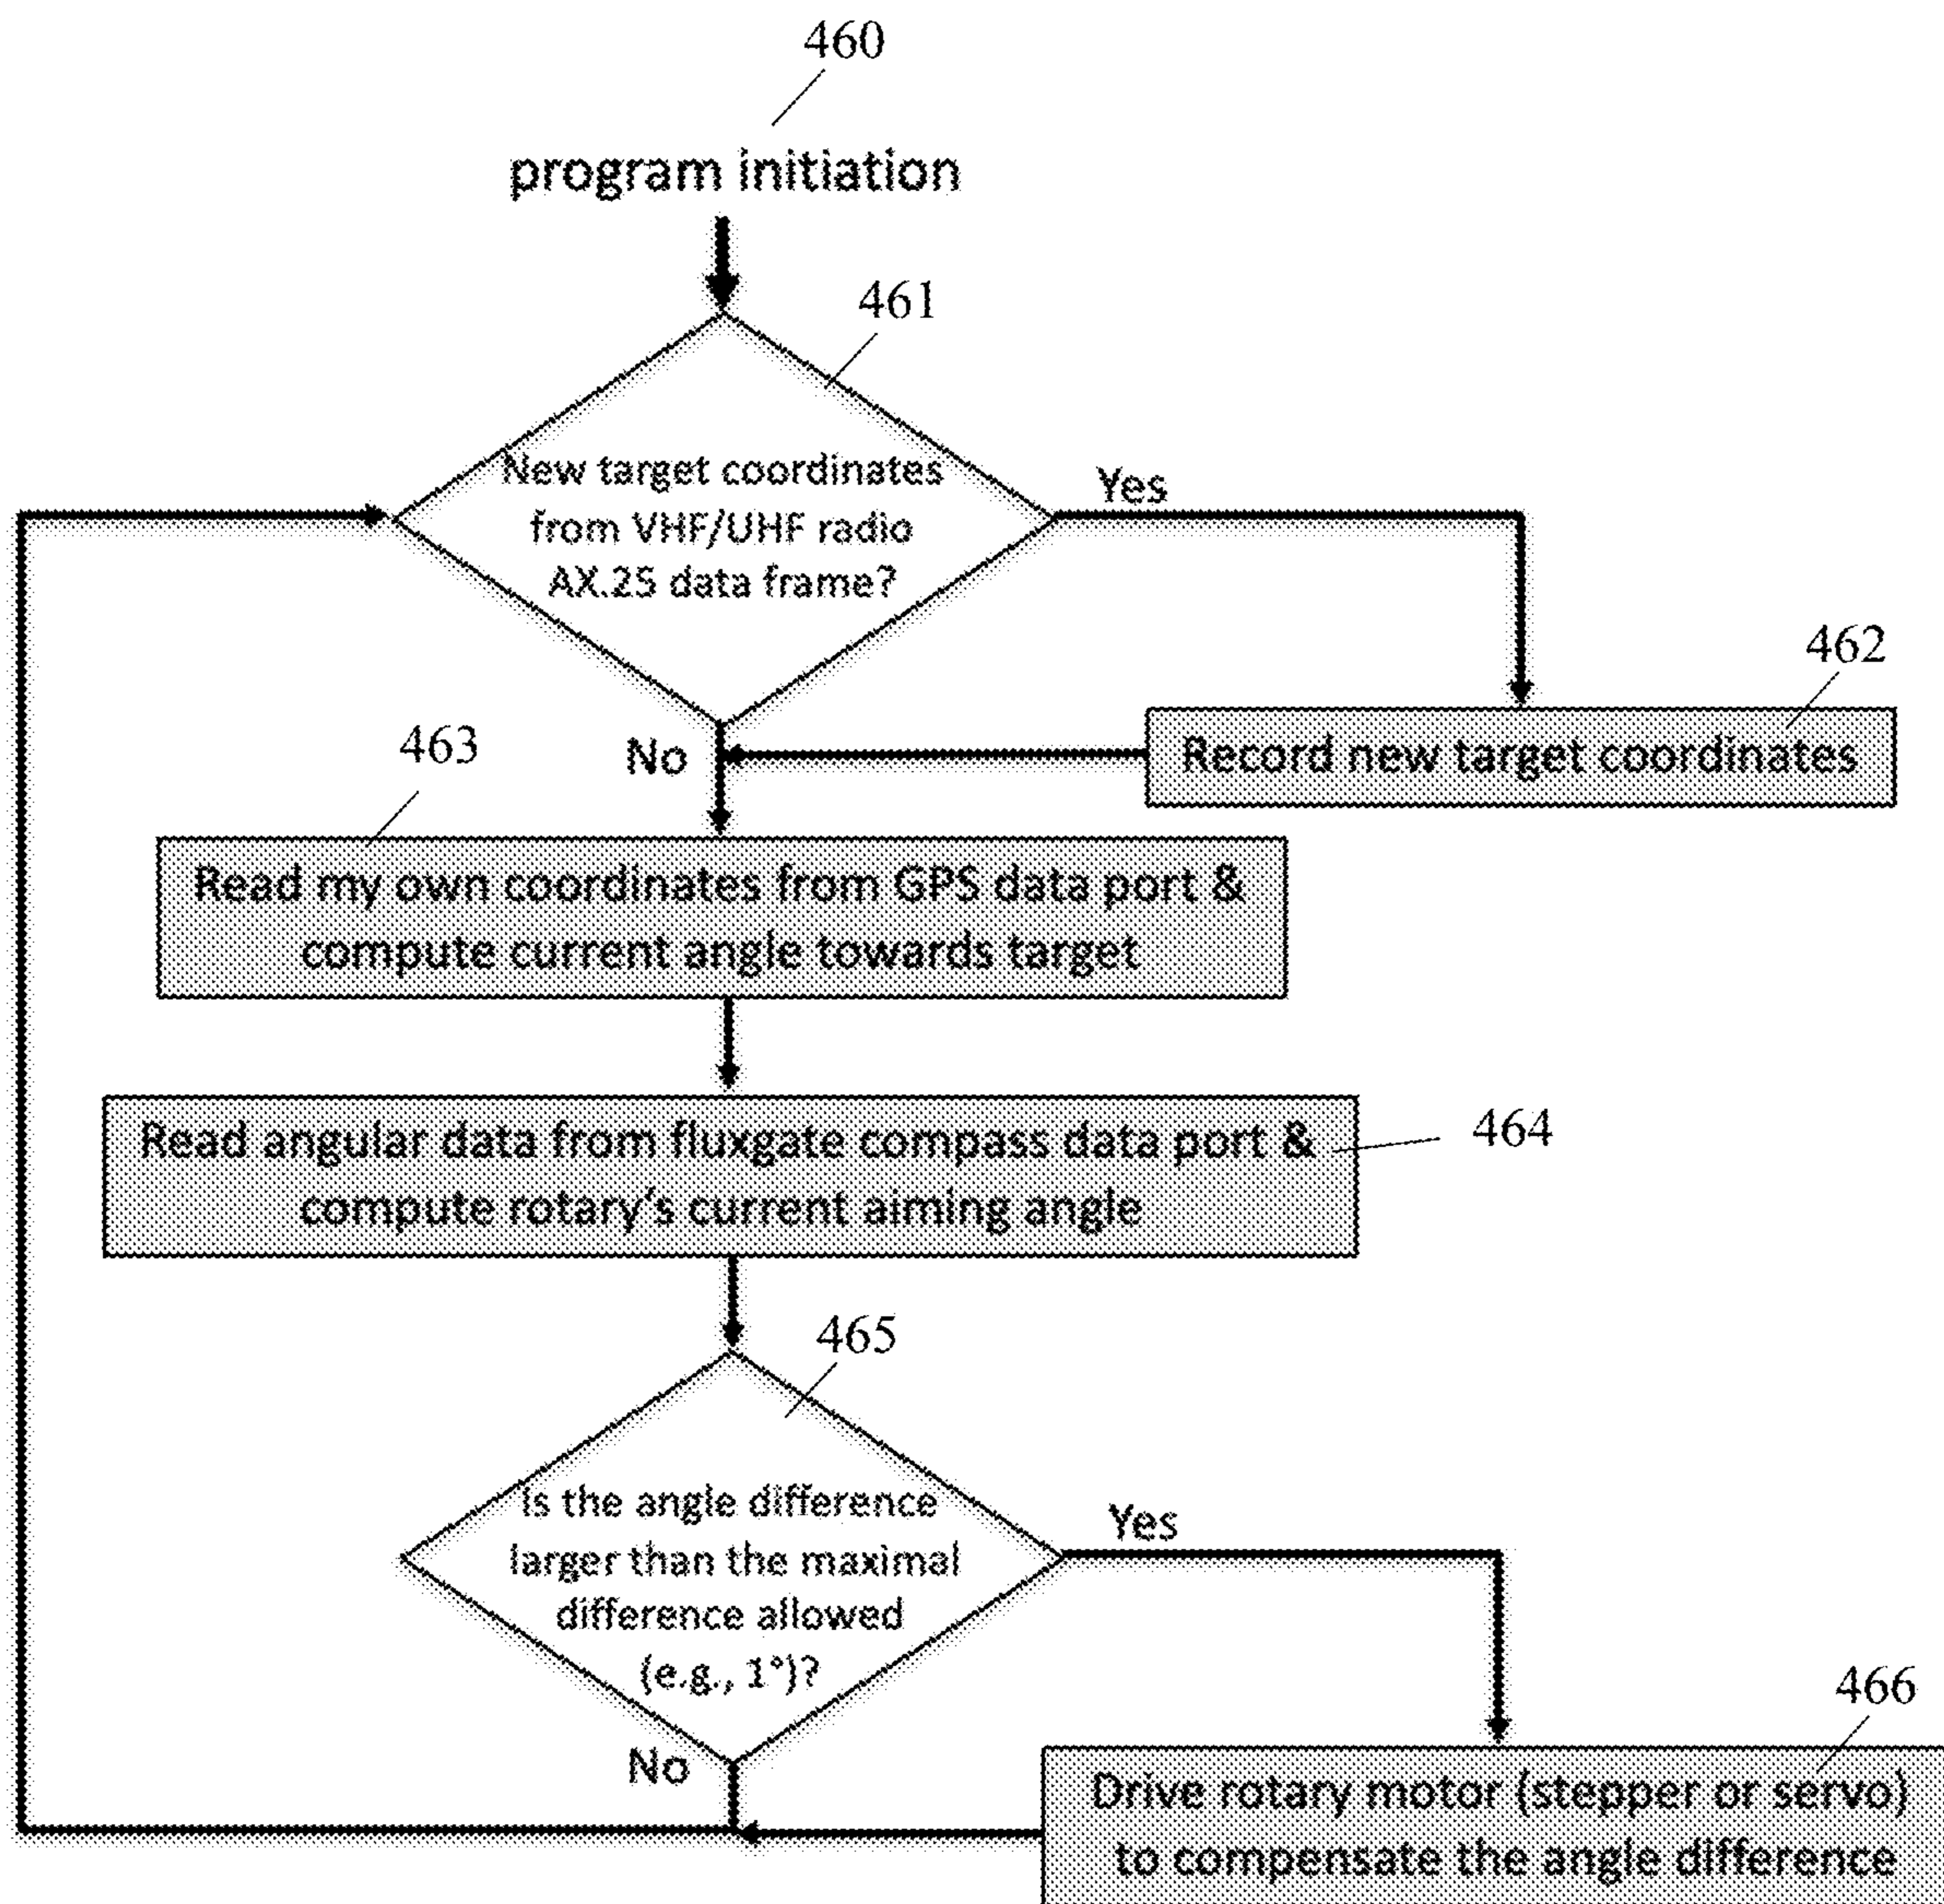 460
program initiation
461
New target coordinates
from VHF/UHF radio
AX.25 data frame?
Yes
462
Record new target coordinates
No
463
Read my own coordinates from GPS data port &
compute current angle towards target
Read angular data from fluxgate compass data port &
compute rotary's current aiming angle
464
465
Is the angle difference
larger than the maximal
difference allowed
(e.g., 1°)?
Yes
466
No
Drive rotary motor (stepper or servo)
to compensate the angle difference